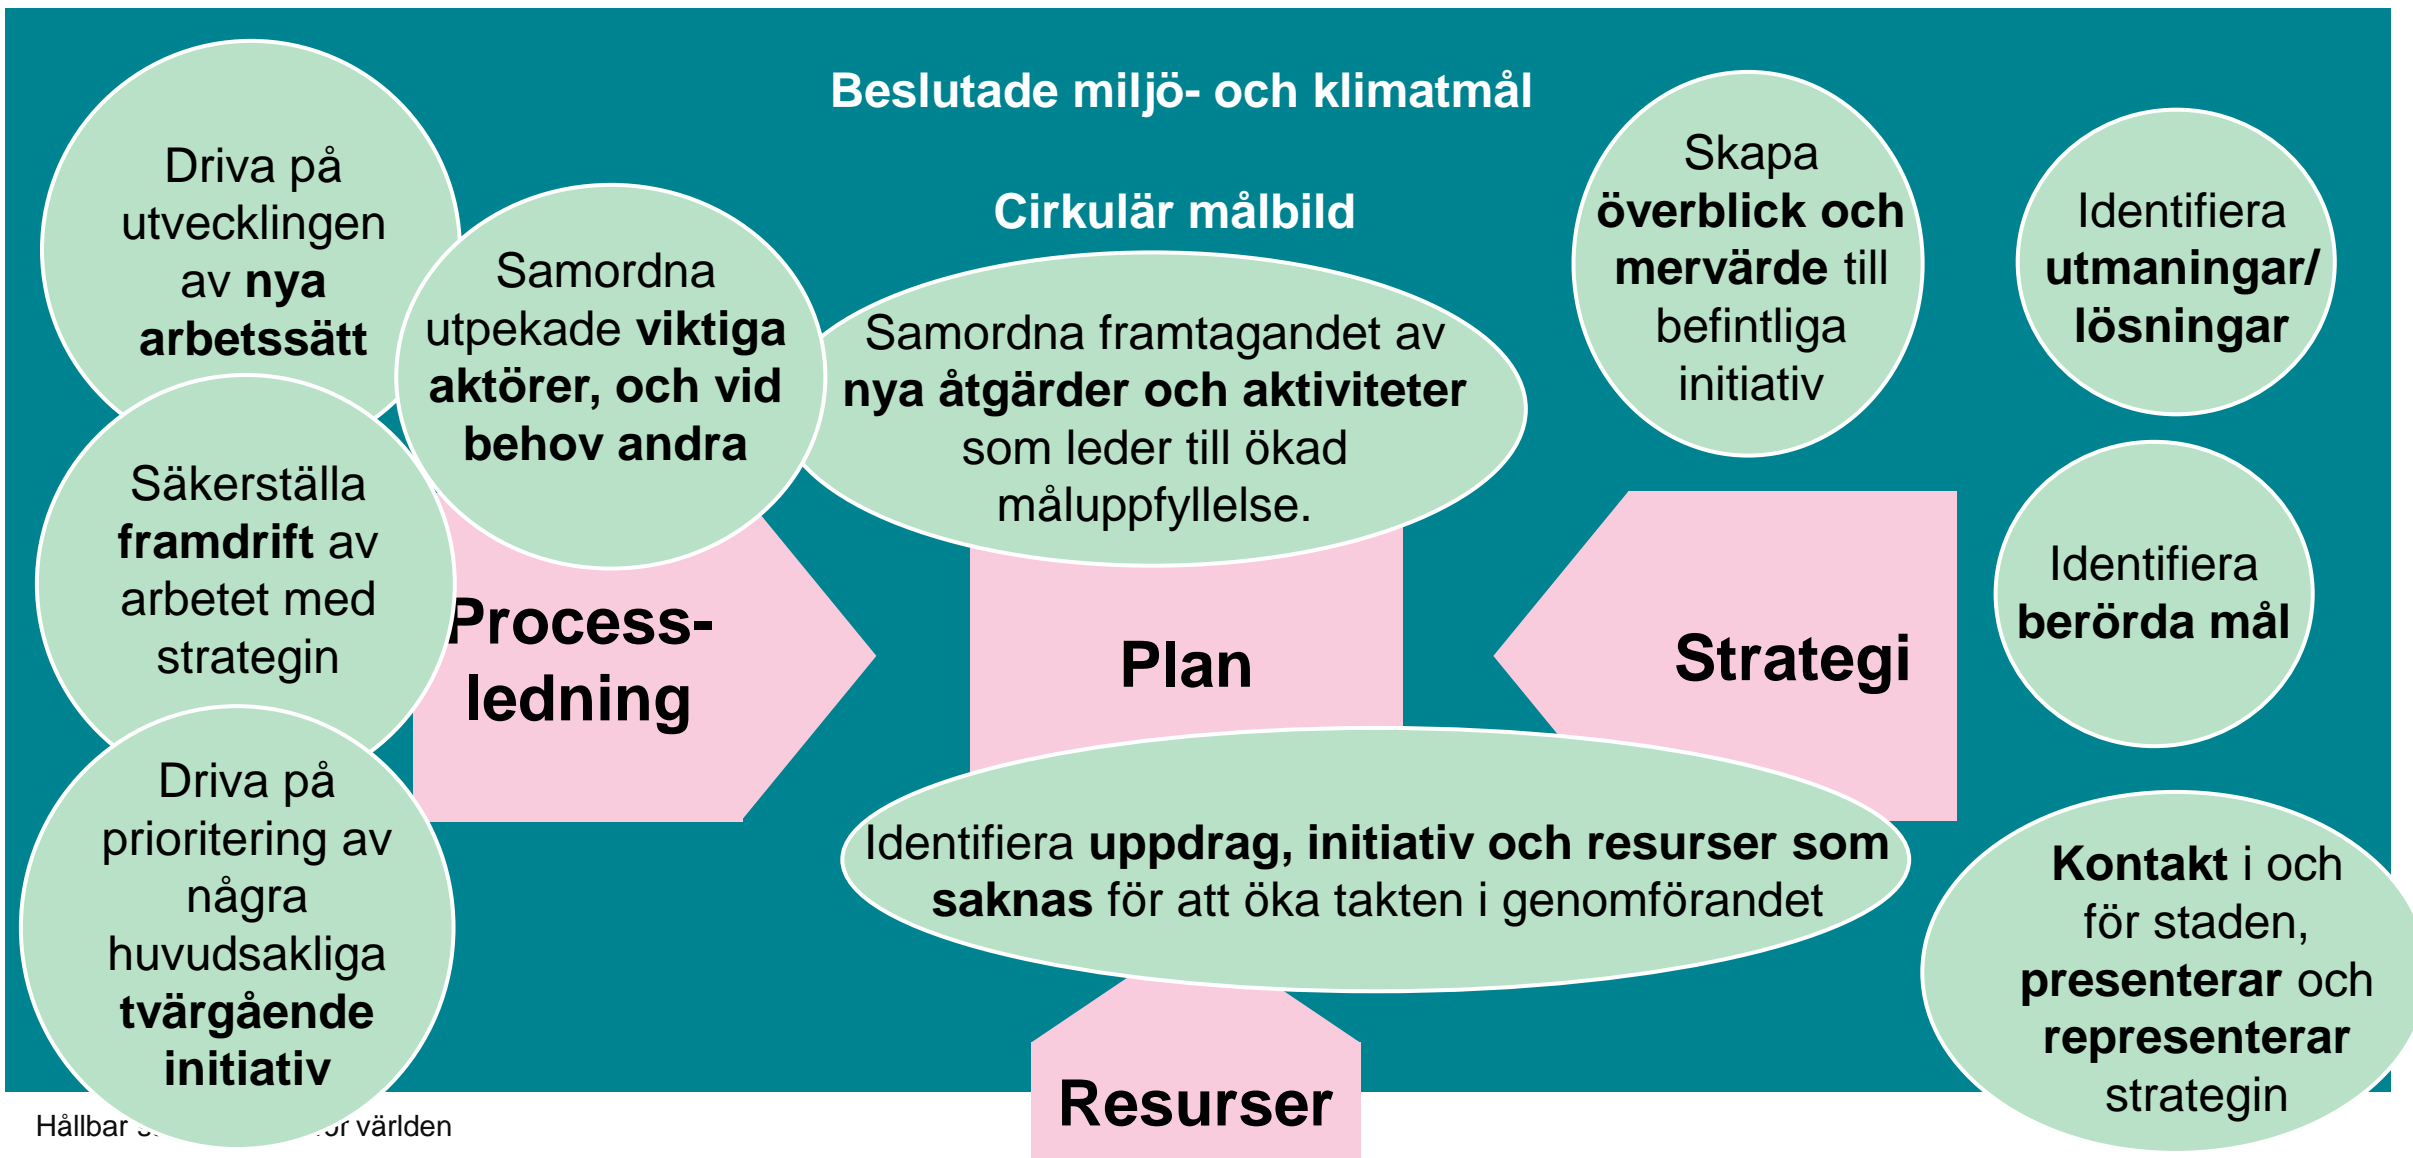 Beslutade miljö- och klimatmål
Cirkulär målbild
Driva på
utvecklingen
av nya
arbetssätt
Samordna
utpekade viktiga
aktörer, och vid
behov andra
Samordna framtagandet av
nya åtgärder och aktiviteter
som leder till ökad
måluppfyllelse.
Skapa
överblick och
mervärde till
befintliga
initiativ
Identifiera
utmaningar/
lösningar
Säkerställa
framdrift av
arbetet med
strategin
Process-
ledning
Plan
Strategi
Identifiera
berörda mål
Driva på
prioritering av
några
huvudsakliga
tvärgående
initiativ
Identifiera uppdrag, initiativ och resurser som
saknas för att öka takten i genomförandet
Kontakt i och
för staden,
presenterar och
representerar
strategin
Resurser
Hållbar världen